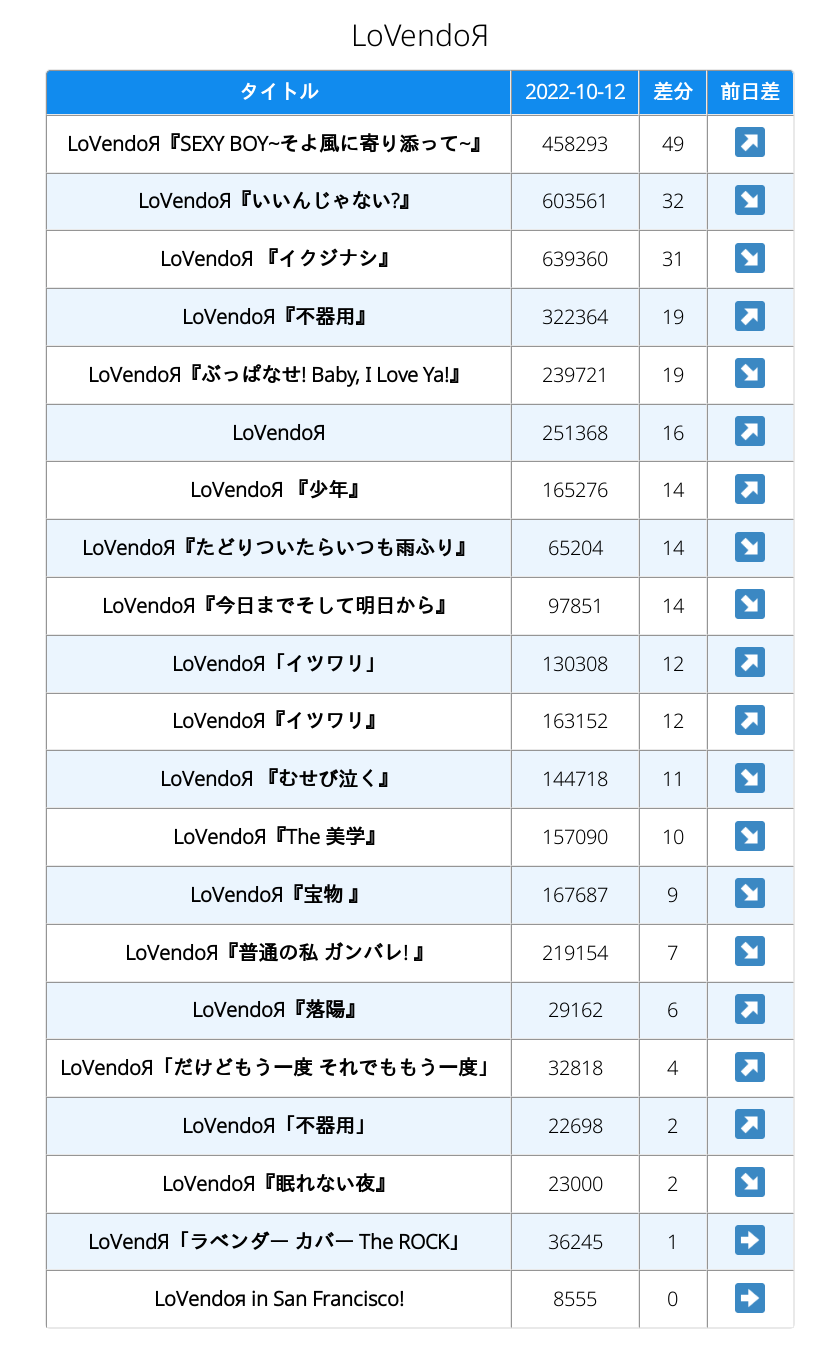 LoVendoЯ
タイトル 2022-10-12 差分 前日差
LoVendoЯ『SEXY BOY~そよ風に寄り添って~』 458293 49 ↗
LoVendoЯ『いいんじゃない?』 603561 32 ↘
LoVendoЯ 『イクジナシ』 639360 31 ↘
LoVendoЯ『不器用』 322364 19 ↗
LoVendoЯ『ぶっぱなせ! Baby, I Love Ya!』 239721 19 ↘
LoVendoЯ 251368 16 ↗
LoVendoЯ 『少年』 165276 14 ↗
LoVendoЯ『たどりついたらいつも雨ふり』 65204 14 ↘
LoVendoЯ『今日までそして明日から』 97851 14 ↘
LoVendoЯ「イツワリ」 130308 12 ↗
LoVendoЯ『イツワリ』 163152 12 ↗
LoVendoЯ 『むせび泣く』 144718 11 ↘
LoVendoЯ『The 美学』 157090 10 ↘
LoVendoЯ『宝物 』 167687 9 ↘
LoVendoЯ『普通の私 ガンバレ! 』 219154 7 ↘
LoVendoЯ『落陽』 29162 6 ↗
LoVendoЯ「だけどもう一度 それでももう一度」 32818 4 ↗
LoVendoЯ「不器用」 22698 2 ↗
LoVendoЯ『眠れない夜』 23000 2 ↘
LoVendЯ「ラベンダー カバー The ROCK」 36245 1 ➡
LoVendoя in San Francisco! 8555 0 ➡